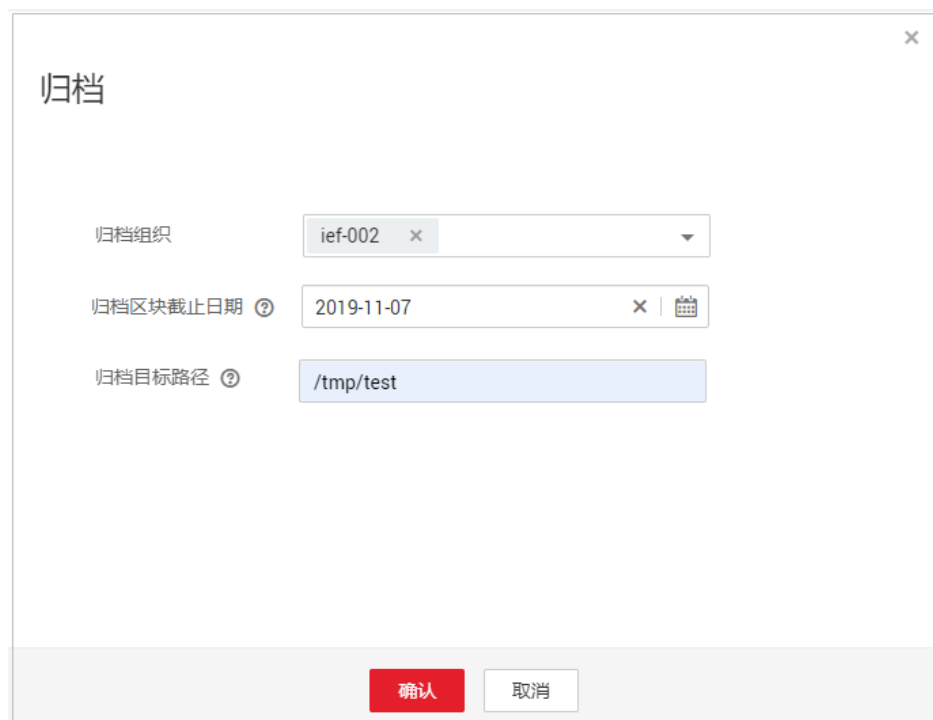 归档
归档组织 ief-002
归档区块截止日期 2019-11-07
归档目标路径 /tmp/test
确认 取消